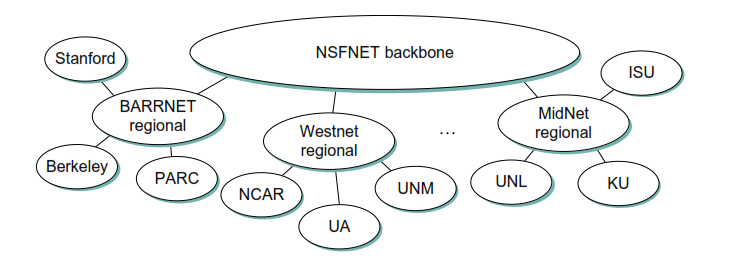 NSFNET backbone
Stanford
ISU
BARRNET
regional
MidNet
regional
Westnet
regional
...
Berkeley
PARC
NCAR
UNM
UNL
KU
UA